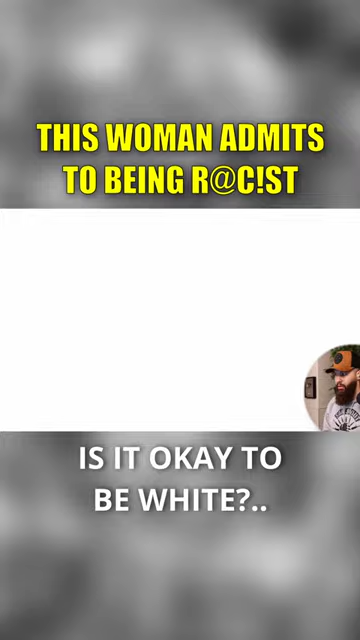 THIS WOMAN ADMITS
TO BEING R@C!ST
IS IT OKAY TO
BE WHITE?..